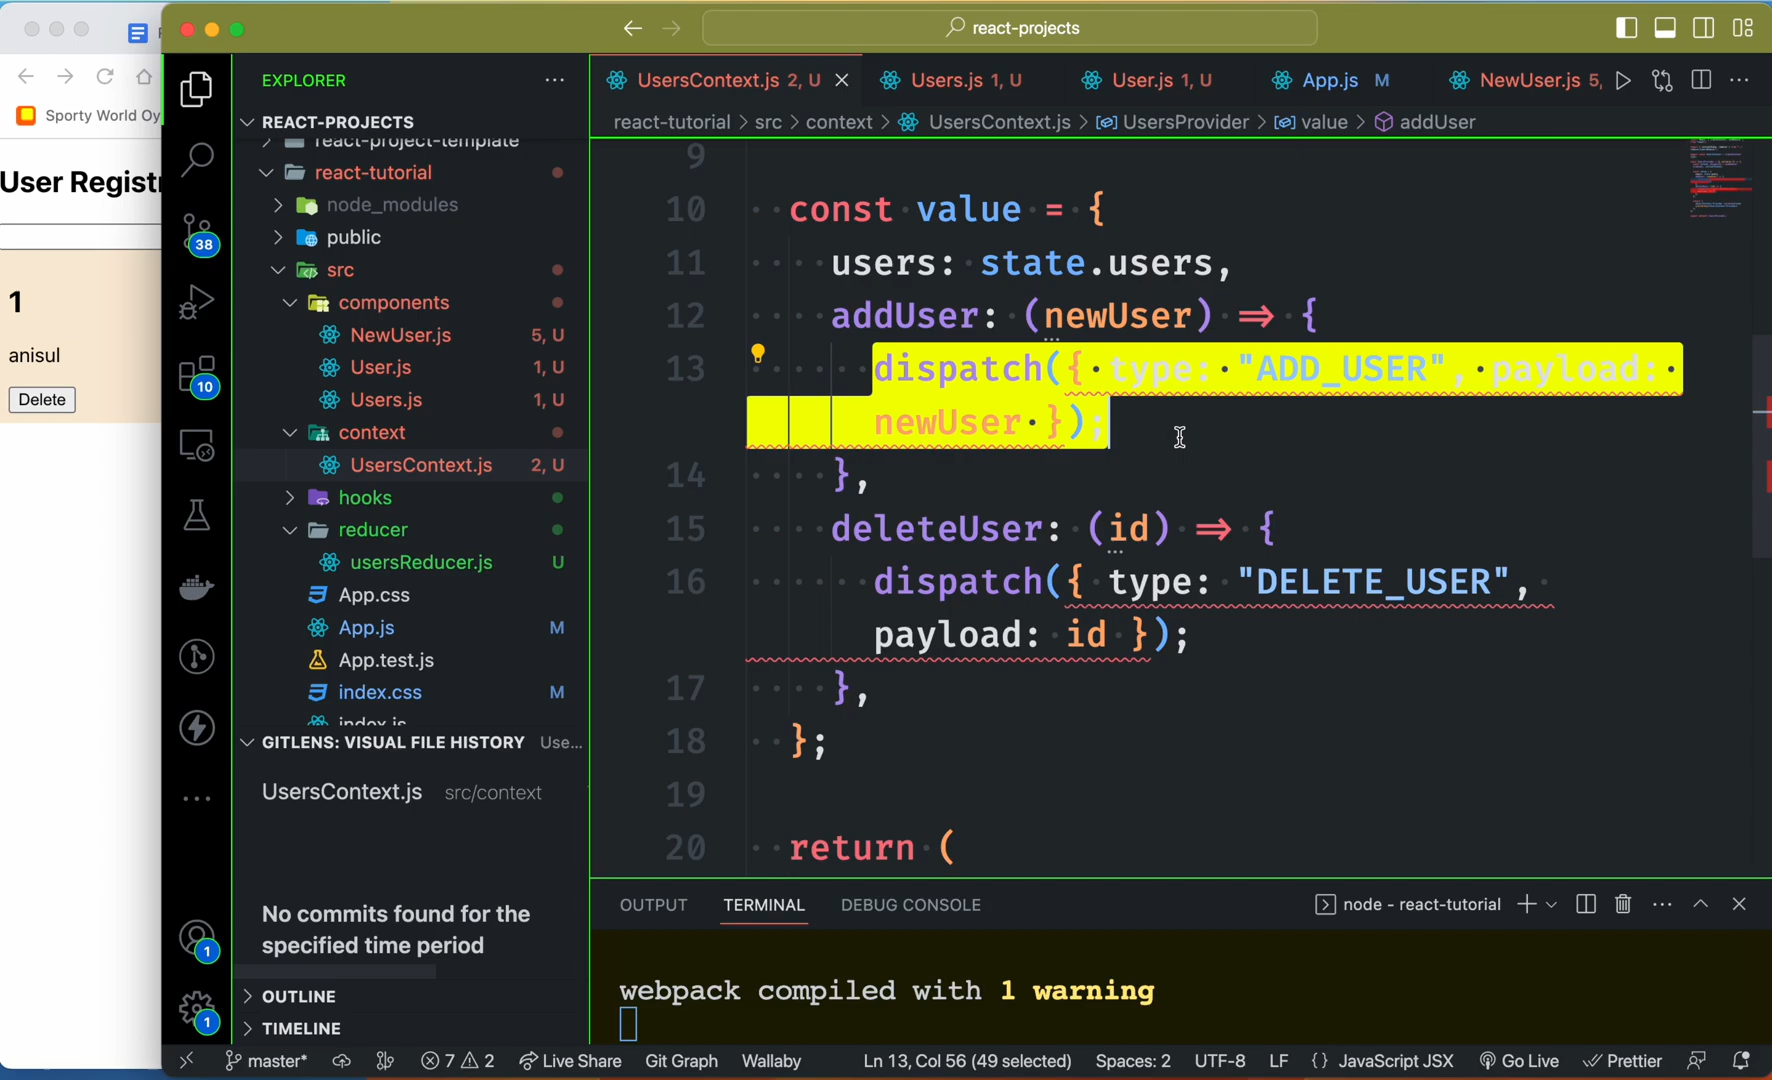 react-projects
Sporty World Oy
User Registr
1
anisul
Delete
EXPLORER
REACT-PROJECTS
react-project-template
react-tutorial
node_modules
public
src
components
NewUser.js 5, U
User.js 1, U
Users.js 1, U
context
UsersContext.js 2, U
hooks
reducer
usersReducer.js U
App.css
App.js M
App.test.js
index.css M
index.js
GITLENS: VISUAL FILE HISTORY Use...
UsersContext.js src/context
No commits found for the
specified time period
OUTLINE
TIMELINE
38
10
1
1
UsersContext.js 2, U Users.js 1, U User.js 1, U App.js M NewUser.js 5,
react-tutorial > src > context > UsersContext.js > UsersProvider > value > addUser
9
10 const value = {
11 users: state.users,
12 addUser: (newUser) => {
13 dispatch({ type: "ADD_USER", payload:
newUser });
14 },
15 deleteUser: (id) => {
16 dispatch({ type: "DELETE_USER",
payload: id });
17 },
18 };
19
20 return (
OUTPUT TERMINAL DEBUG CONSOLE node - react-tutorial
webpack compiled with 1 warning
master* 7 2 Live Share Git Graph Wallaby Ln 13, Col 56 (49 selected) Spaces: 2 UTF-8 LF {} JavaScript JSX Go Live Prettier